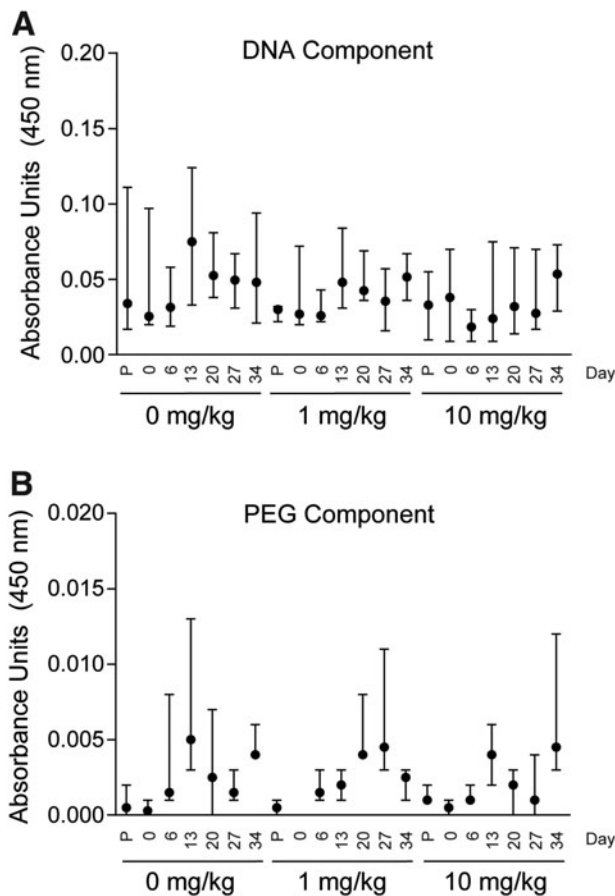 A
DNA Component
Absorbance Units (450 nm)
0.20
0.15
0.10
0.05
0.00
P 0 6 13 20 27 34 P 0 6 13 20 27 34 P 0 6 13 20 27 34 Day
0 mg/kg 1 mg/kg 10 mg/kg
B
PEG Component
Absorbance Units (450 nm)
0.020
0.015
0.010
0.005
0.000
P 0 6 13 20 27 34 P 0 6 13 20 27 34 P 0 6 13 20 27 34 Day
0 mg/kg 1 mg/kg 10 mg/kg